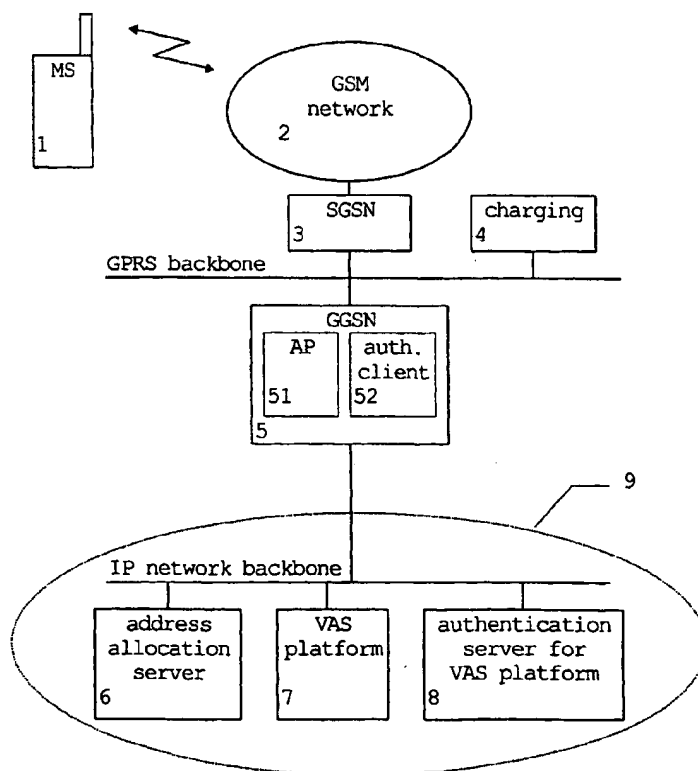 MS
1
GSM
network
2
SGSN
3
charging
4
GPRS backbone
GGSN
AP
51
auth.
client
52
5
9
IP network backbone
address
allocation
server
6
VAS
platform
7
authentication
server for
VAS platform
8